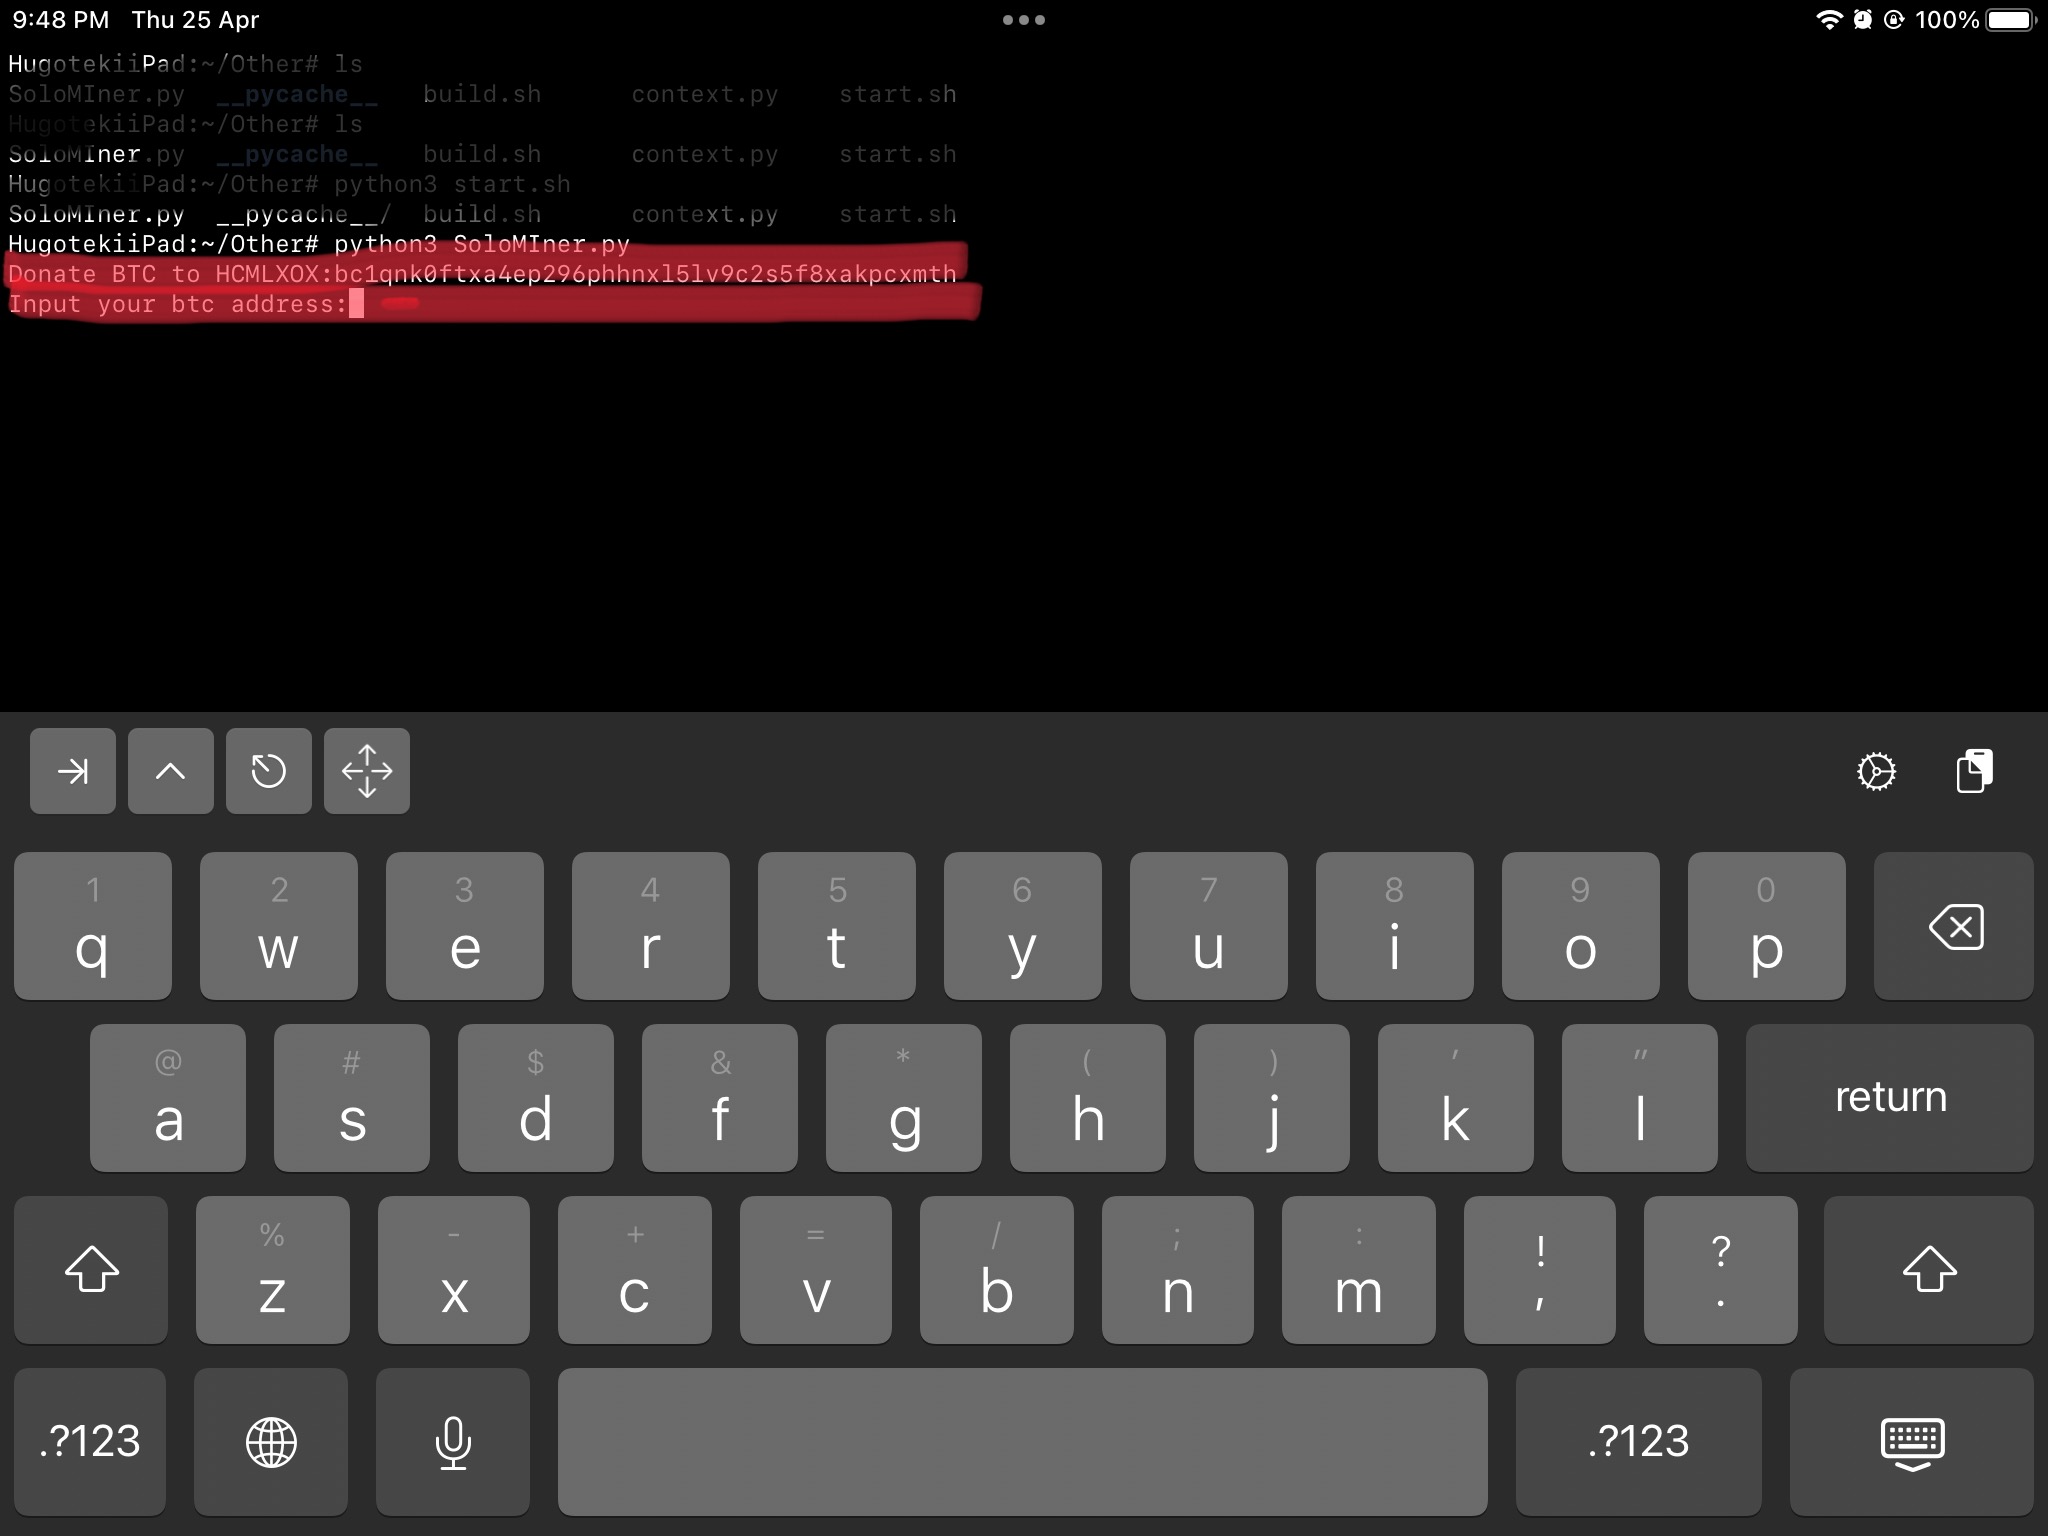 9:48 PM Thu 25 Apr
100%
HugotekiiPad:~/Other# ls
SoloMIner.py __pycache__ build.sh context.py start.sh
HugotekiiPad:~/Other# ls
SoloMIner.py __pycache__ build.sh context.py start.sh
HugotekiiPad:~/Other# python3 start.sh
SoloMIner.py __pycache__/ build.sh context.py start.sh
HugotekiiPad:~/Other# python3 SoloMIner.py
Donate BTC to HCMLXOX:bc1qnk0ftxa4ep296phhnxl5lv9c2s5f8xakpcxmth
Input your btc address:
1 2 3 4 5 6 7 8 9 0
q w e r t y u i o p
@ # $ & * ( ) ' "
a s d f g h j k l return
% - + = / ; : ! ?
z x c v b n m , .
.?123 .?123